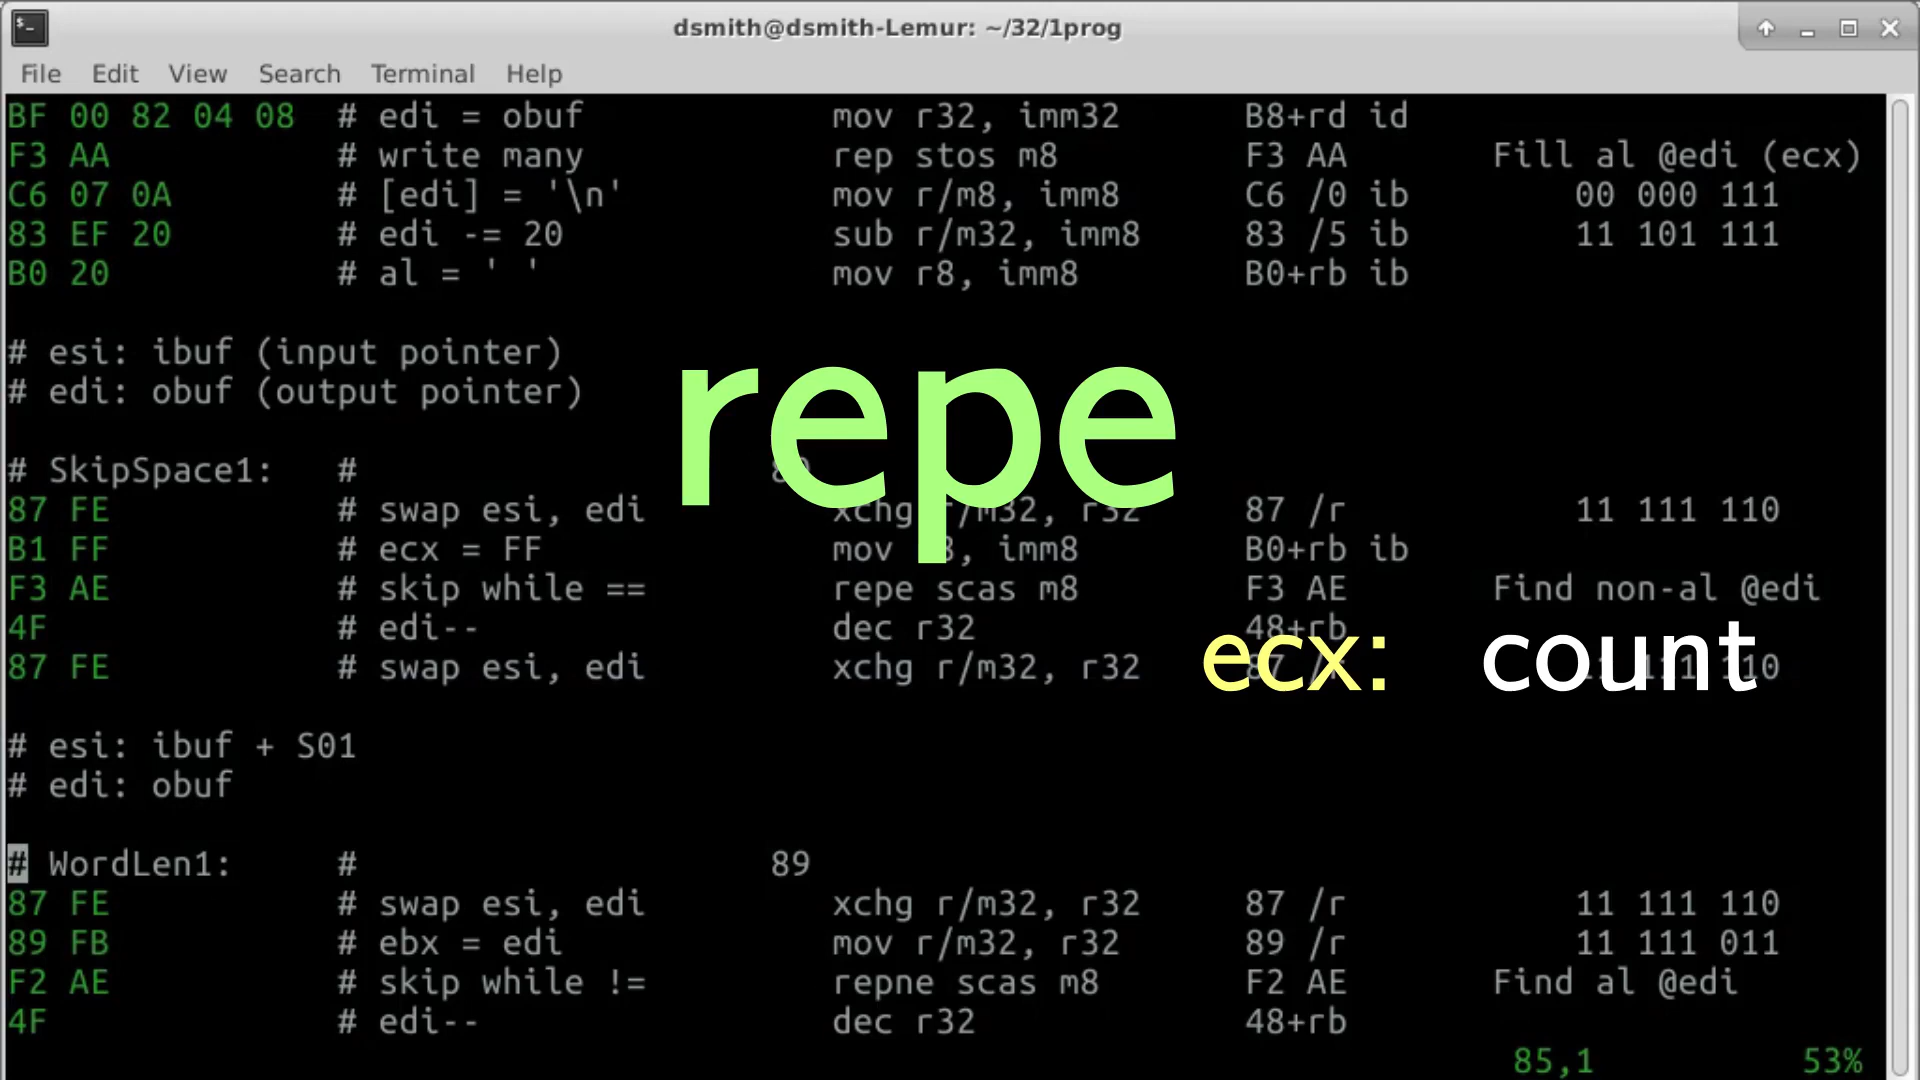 dsmith@dsmith-Lemur: ~/32/1prog
File Edit View Search Terminal Help
BF 00 82 04 08 # edi = obuf mov r32, imm32 B8+rd id
F3 AA # write many rep stos m8 F3 AA Fill al @edi (ecx)
C6 07 0A # [edi] = '\n' mov r/m8, imm8 C6 /0 ib 00 000 111
83 EF 20 # edi -= 20 sub r/m32, imm8 83 /5 ib 11 101 111
B0 20 # al = ' ' mov r8, imm8 B0+rb ib
# esi: ibuf (input pointer)
# edi: obuf (output pointer)
repe
# SkipSpace1: #
87 FE # swap esi, edi xchg r/m32, r32 87 /r 11 111 110
B1 FF # ecx = FF mov imm8 B0+rb ib
F3 AE # skip while == repe scas m8 F3 AE Find non-al @edi
4F # edi-- dec r32 48+rb
87 FE # swap esi, edi xchg r/m32, r32
ecx: count
# esi: ibuf + S01
# edi: obuf
# WordLen1: # 89
87 FE # swap esi, edi xchg r/m32, r32 87 /r 11 111 110
89 FB # ebx = edi mov r/m32, r32 89 /r 11 111 011
F2 AE # skip while != repne scas m8 F2 AE Find al @edi
4F # edi-- dec r32 48+rb
85,1 53%